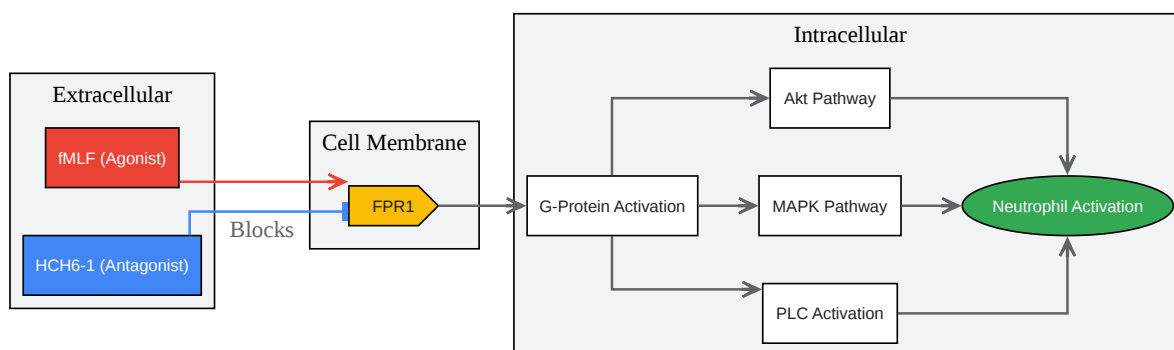 Extracellular
fMLF (Agonist)
HCH6-1 (Antagonist)
Blocks
Cell Membrane
FPR1
Intracellular
G-Protein Activation
Akt Pathway
MAPK Pathway
PLC Activation
Neutrophil Activation